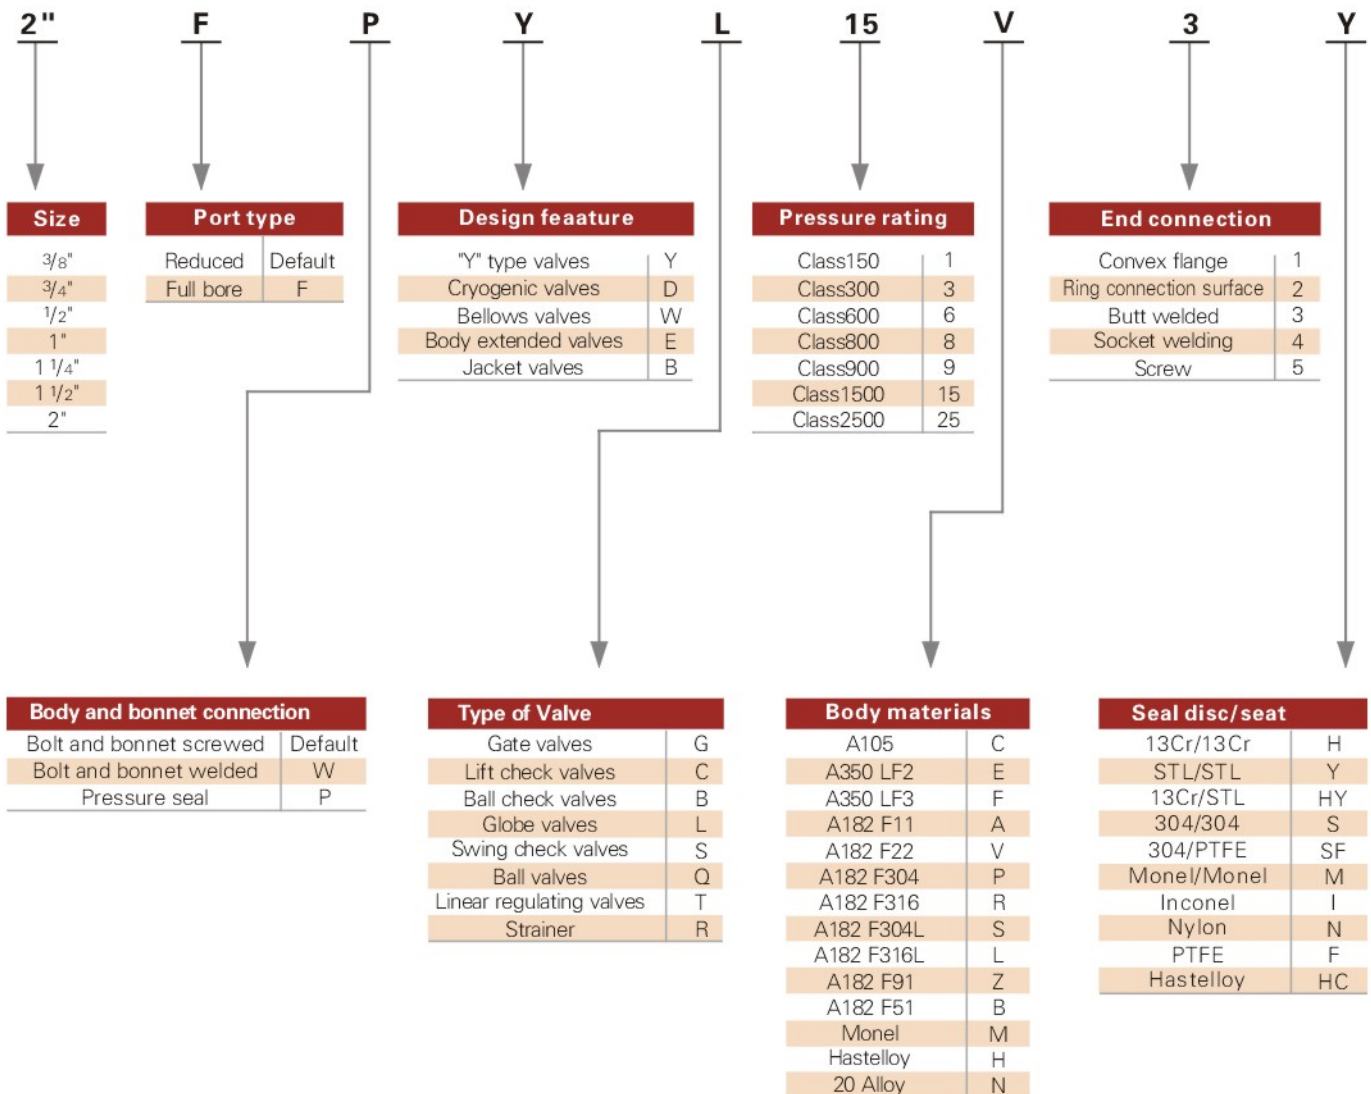 2" F P Y L 15 V 3 Y
Size
3/8"
3/4"
1/2"
1"
1 1/4"
1 1/2"
2"
Port type
Reduced Default
Full bore F
Design feaature
"Y" type valves Y
Cryogenic valves D
Bellows valves W
Body extended valves E
Jacket valves B
Pressure rating
Class150 1
Class300 3
Class600 6
Class800 8
Class900 9
Class1500 15
Class2500 25
End connection
Convex flange 1
Ring connection surface 2
Butt welded 3
Socket welding 4
Screw 5
Body and bonnet connection
Bolt and bonnet screwed Default
Bolt and bonnet welded W
Pressure seal P
Type of Valve
Gate valves G
Lift check valves C
Ball check valves B
Globe valves L
Swing check valves S
Ball valves Q
Linear regulating valves T
Strainer R
Body materials
A105 C
A350 LF2 E
A350 LF3 F
A182 F11 A
A182 F22 V
A182 F304 P
A182 F316 R
A182 F304L S
A182 F316L L
A182 F91 Z
A182 F51 B
Monel M
Hastelloy H
20 Alloy N
Seal disc/seat
13Cr/13Cr H
STL/STL Y
13Cr/STL HY
304/304 S
304/PTFE SF
Monel/Monel M
Inconel I
Nylon N
PTFE F
Hastelloy HC